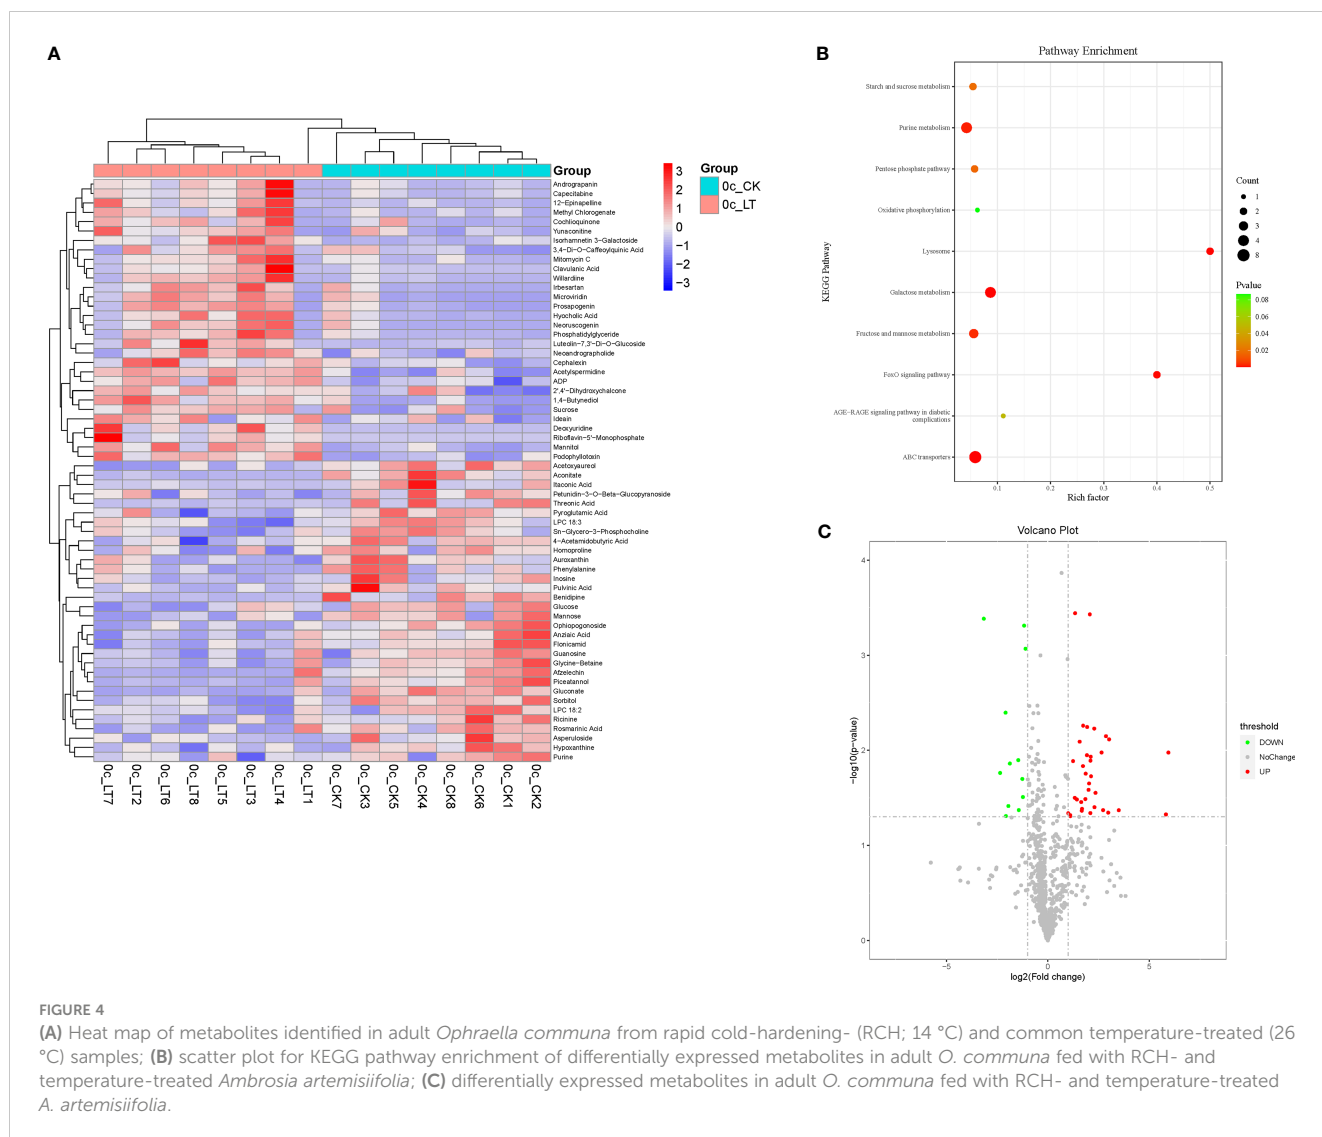 A
Group
3
2
1
0
−1
−2
−3
Group
0c_CK
0c_LT
Andrograpanin
Capecitabine
12−Epinapelline
Methyl Chlorogenate
Cochlioquinone
Yunaconitine
Isorhamnetin 3−Galactoside
3,4−Di−O−Caffeoylquinic Acid
Mitomycin C
Clavulanic Acid
Willardine
Irbesartan
Microviridin
Prosapogenin
Hyocholic Acid
Neoruscogenin
Phosphatidylglyceride
Luteolin−7,3'−Di−O−Glucoside
Neoandrographolide
Cephalexin
Acetylspermidine
ADP
2',4'−Dihydroxychalcone
1,4−Butynediol
Sucrose
Ideain
Deoxyuridine
Riboflavin−5'−Monophosphate
Mannitol
Podophyllotoxin
Acetoxyaureol
Aconitate
Itaconic Acid
Petunidin−3−O−Beta−Glucopyranoside
Threonic Acid
Pyroglutamic Acid
LPC 18:3
Sn−Glycero−3−Phosphocholine
4−Acetamidobutyric Acid
Homoproline
Auroxanthin
Phenylalanine
Inosine
Pulvinic Acid
Benidipine
Glucose
Mannose
Ophiopogonoside
Anziaic Acid
Flonicamid
Guanosine
Glycine−Betaine
Afzelechin
Piceatannol
Gluconate
Sorbitol
LPC 18:2
Ricinine
Rosmarinic Acid
Asperuloside
Hypoxanthine
Purine
0c_LT7
0c_LT2
0c_LT6
0c_LT8
0c_LT5
0c_LT3
0c_LT4
0c_LT1
0c_CK7
0c_CK3
0c_CK5
0c_CK4
0c_CK8
0c_CK6
0c_CK1
0c_CK2
B
Pathway Enrichment
KEGG Pathway
Starch and sucrose metabolism
Purine metabolism
Pentose phosphate pathway
Oxidative phosphorylation
Lysosome
Galactose metabolism
Fructose and mannose metabolism
FoxO signaling pathway
AGE−RAGE signaling pathway in diabetic
complications
ABC transporters
0.1 0.2 0.3 0.4 0.5
Rich factor
Count
1
2
3
4
8
Pvalue
0.08
0.06
0.04
0.02
C
Volcano Plot
−log10(p−value)
4
3
2
1
0
−5 0 5
log2(Fold change)
threshold
DOWN
NoChange
UP
FIGURE 4
(A) Heat map of metabolites identified in adult Ophraella communa from rapid cold-hardening- (RCH; 14 °C) and common temperature-treated (26
°C) samples; (B) scatter plot for KEGG pathway enrichment of differentially expressed metabolites in adult O. communa fed with RCH- and
temperature-treated Ambrosia artemisiifolia; (C) differentially expressed metabolites in adult O. communa fed with RCH- and temperature-treated
A. artemisiifolia.